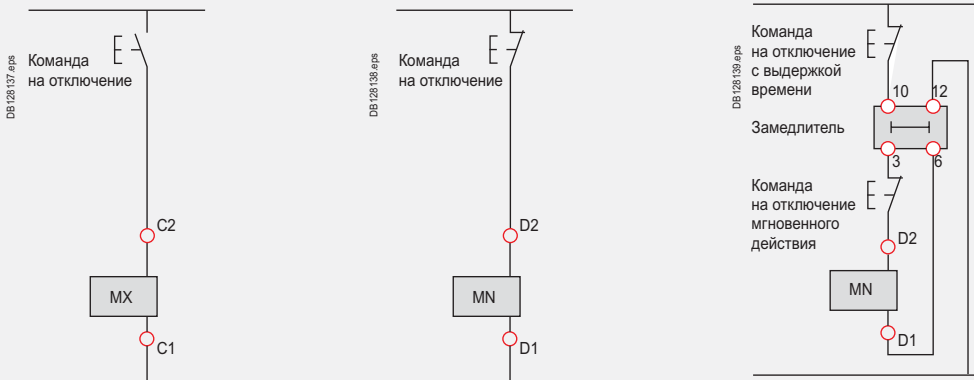 DB128137.eps
Команда
на отключение
C2
MX
C1
DB128138.eps
Команда
на отключение
D2
MN
D1
DB128139.eps
Команда
на отключение
с выдержкой
времени
10 12
Замедлитель
3 6
Команда
на отключение
мгновенного
действия
D2
MN
D1